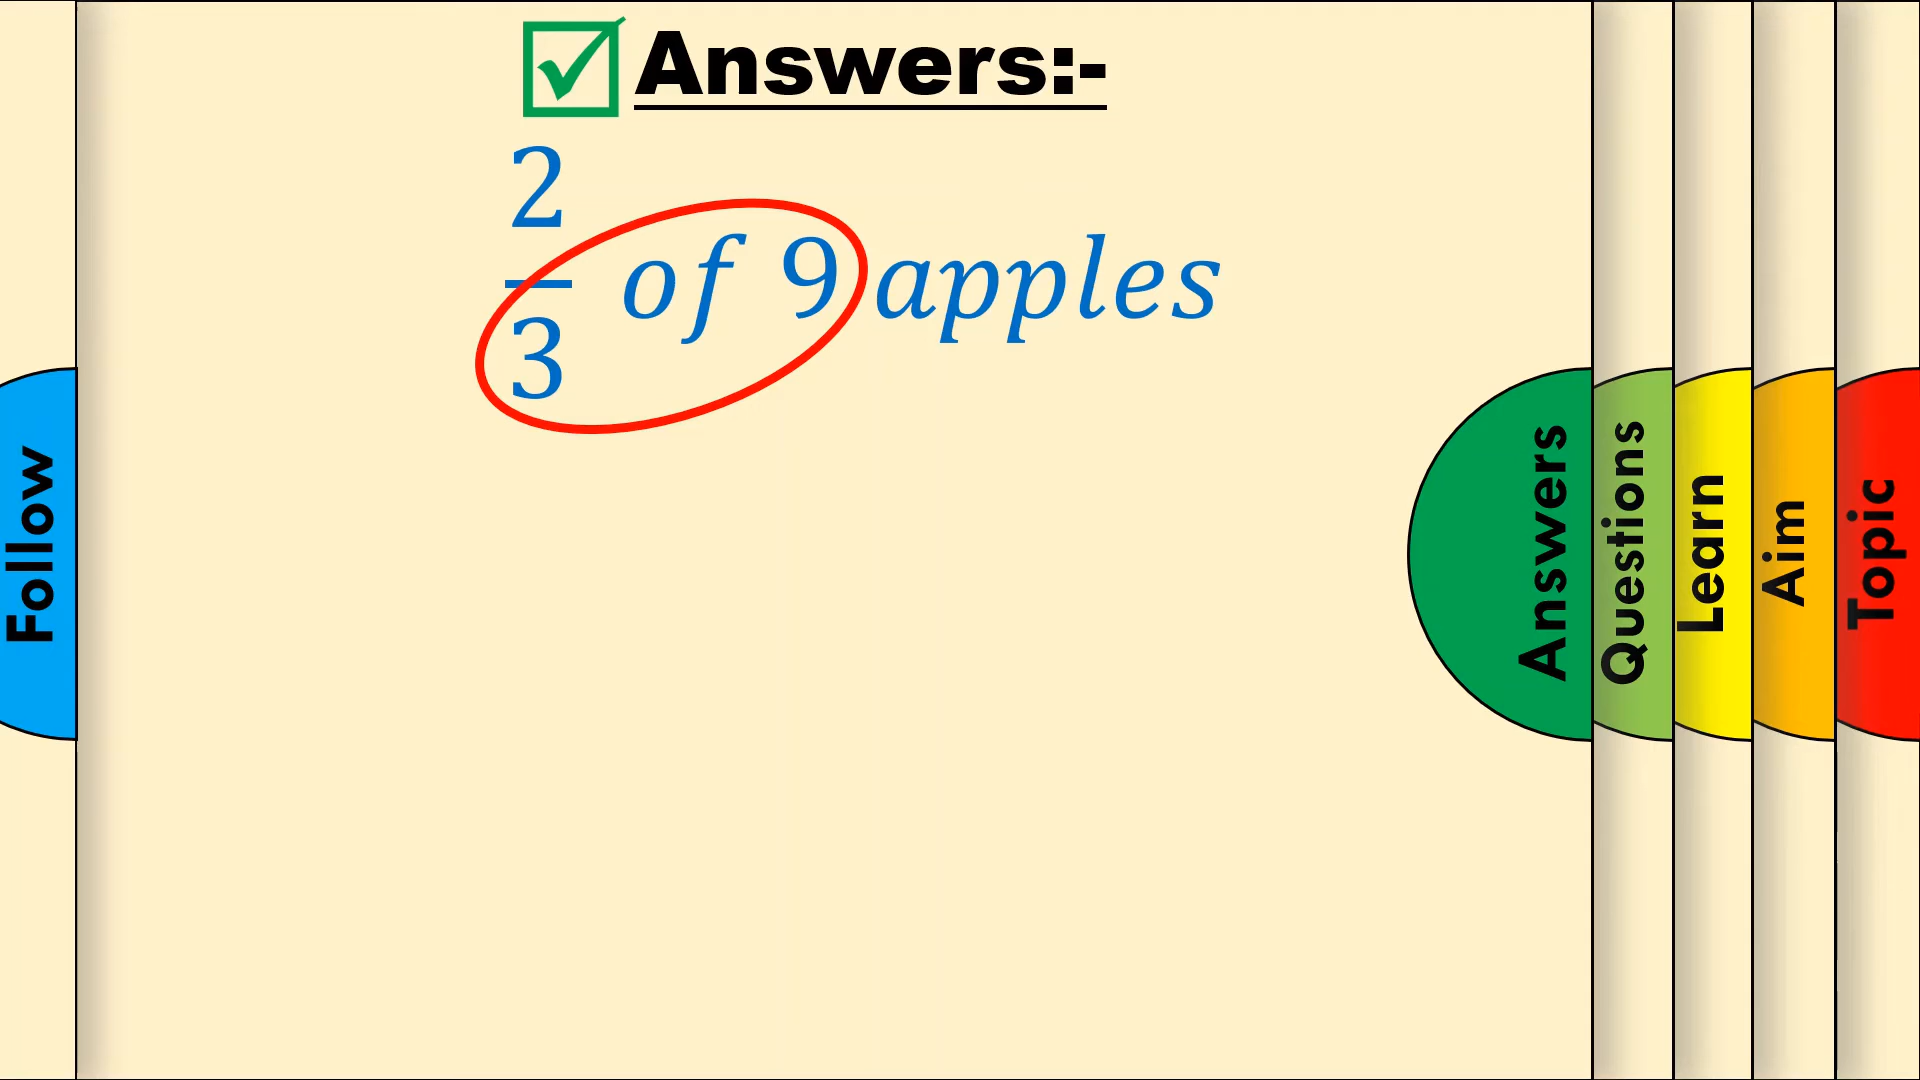 Answers:-
2/3 of 9 apples
Follow
Answers
Questions
Learn
Aim
Topic